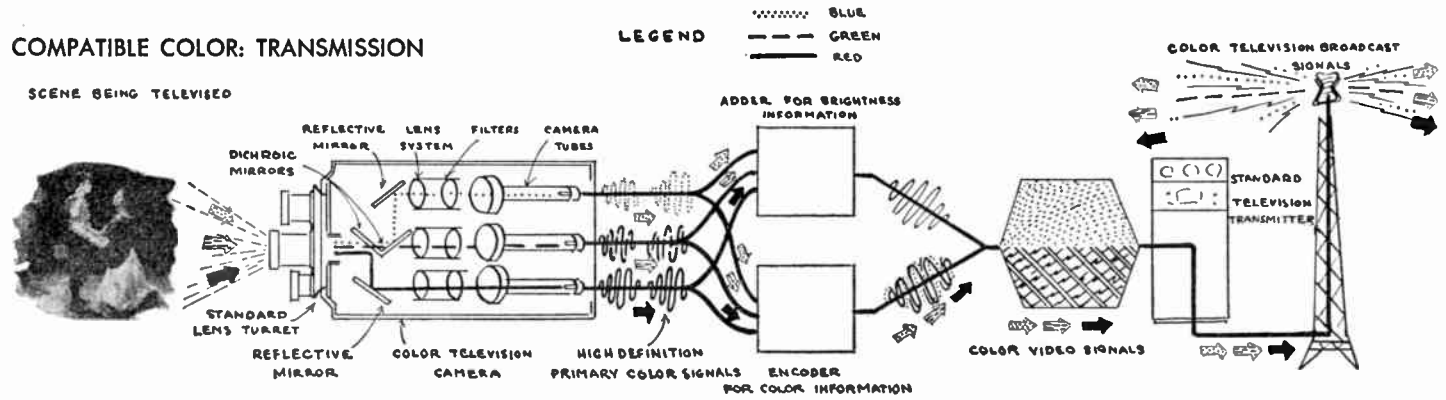 COMPATIBLE COLOR: TRANSMISSION
LEGEND
BLUE
GREEN
RED
SCENE BEING TELEVISED
DICHROIC
MIRRORS
REFLECTIVE
MIRROR
LENS
SYSTEM
FILTERS
CAMERA
TUBES
ADDER FOR BRIGHTNESS
INFORMATION
COLOR TELEVISION BROADCAST
SIGNALS
STANDARD
TELEVISION
TRANSMITTER
STANDARD
LENS TURRET
REFLECTIVE
MIRROR
COLOR TELEVISION
CAMERA
HIGH DEFINITION
PRIMARY COLOR SIGNALS
ENCODER
FOR COLOR INFORMATION
COLOR VIDEO SIGNALS